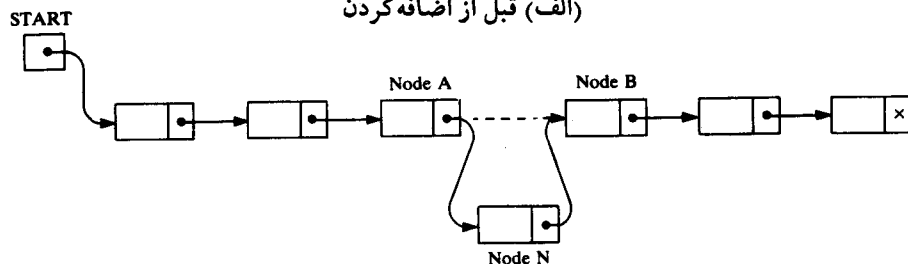 (الف) قبل از اضافه‌کردن
START
Node A
Node B
×
Node N